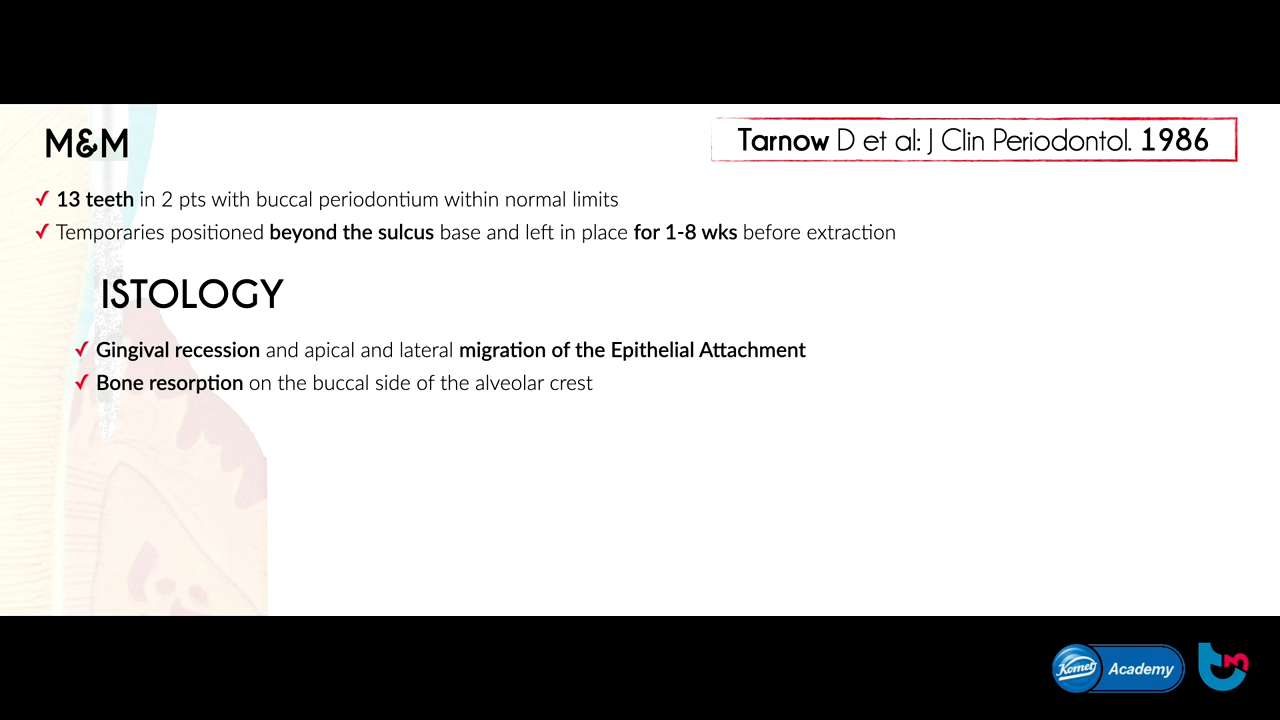 M&M
Tarnow D et al: J Clin Periodontol. 1986
✓ 13 teeth in 2 pts with buccal periodontium within normal limits
✓ Temporaries positioned beyond the sulcus base and left in place for 1-8 wks before extraction
ISTOLOGY
✓ Gingival recession and apical and lateral migration of the Epithelial Attachment
✓ Bone resorption on the buccal side of the alveolar crest
Komet Academy
tm